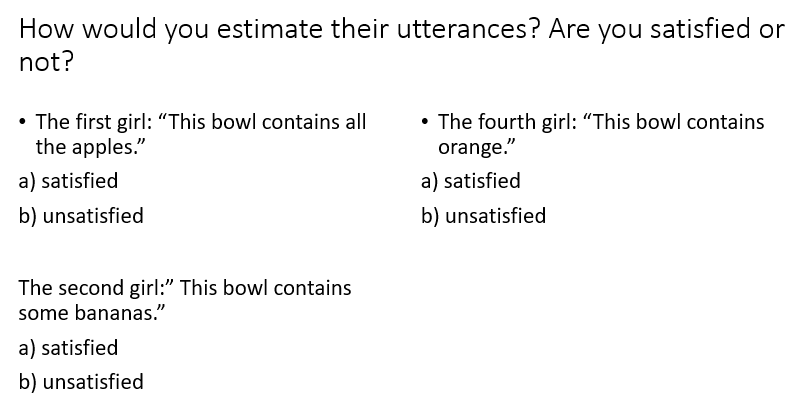 How would you estimate their utterances? Are you satisfied or
not?
• The first girl: “This bowl contains all
the apples.”
a) satisfied
b) unsatisfied
The second girl:” This bowl contains
some bananas.”
a) satisfied
b) unsatisfied
• The fourth girl: “This bowl contains
orange.”
a) satisfied
b) unsatisfied